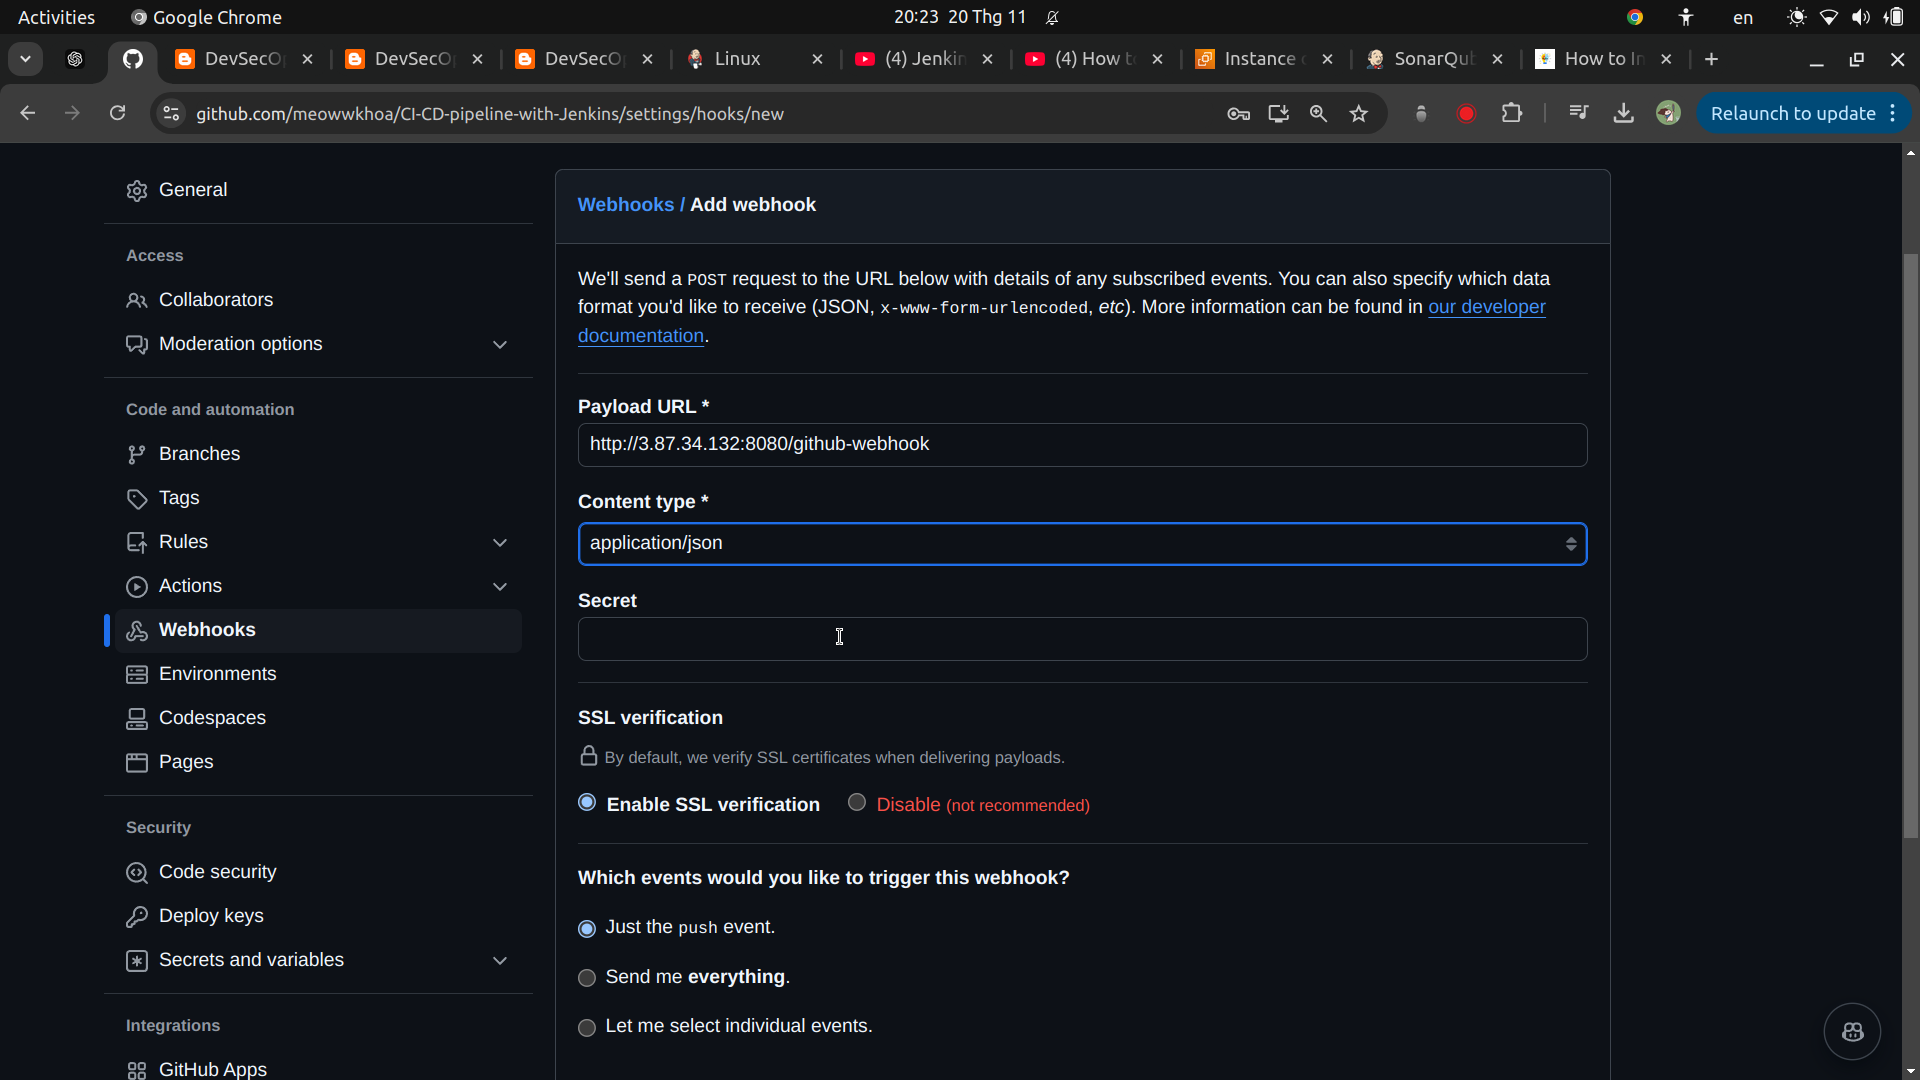 Activities
Google Chrome
20:23 20 Thg 11
en
DevSecO
DevSecO
DevSecO
Linux
(4) Jenkin
(4) How t
Instance
SonarQub
How to In
github.com/meowwkhoa/CI-CD-pipeline-with-Jenkins/settings/hooks/new
Relaunch to update
General
Access
Collaborators
Moderation options
Code and automation
Branches
Tags
Rules
Actions
Webhooks
Environments
Codespaces
Pages
Security
Code security
Deploy keys
Secrets and variables
Integrations
GitHub Apps
Webhooks / Add webhook
We'll send a POST request to the URL below with details of any subscribed events. You can also specify which data
format you'd like to receive (JSON, x-www-form-urlencoded, etc). More information can be found in our developer
documentation.
Payload URL *
http://3.87.34.132:8080/github-webhook
Content type *
application/json
Secret
SSL verification
By default, we verify SSL certificates when delivering payloads.
Enable SSL verification
Disable (not recommended)
Which events would you like to trigger this webhook?
Just the push event.
Send me everything.
Let me select individual events.